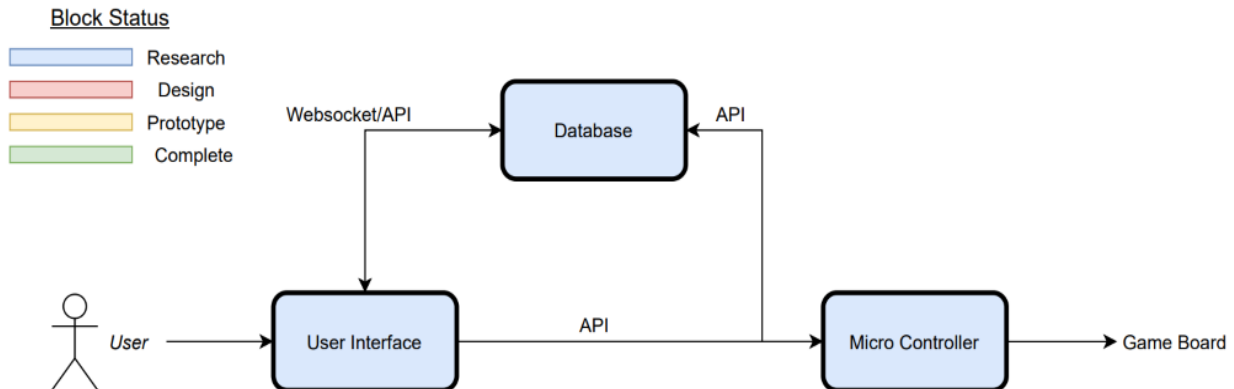 Block Status
Research
Design
Prototype
Complete
Websocket/API
Database
API
User
User Interface
API
Micro Controller
Game Board